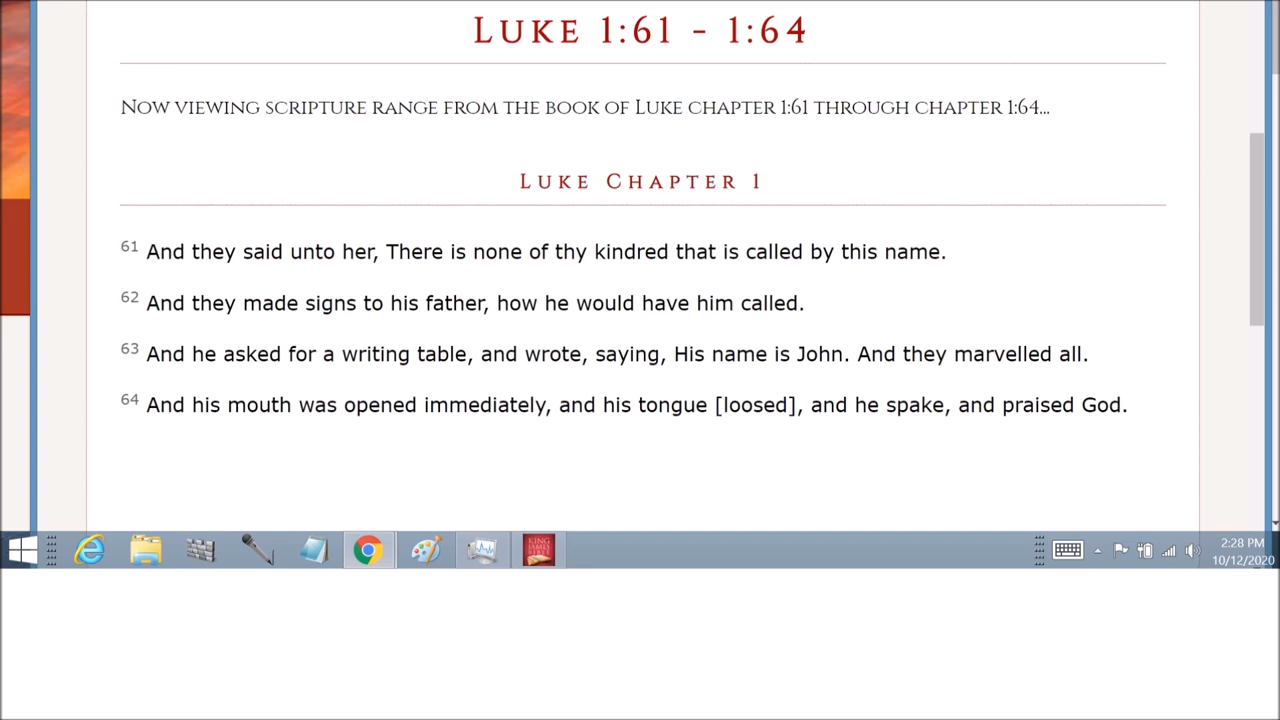 Luke 1:61 - 1:64
Now viewing scripture range from the book of Luke chapter 1:61 through chapter 1:64...
Luke Chapter 1
61 And they said unto her, There is none of thy kindred that is called by this name.
62 And they made signs to his father, how he would have him called.
63 And he asked for a writing table, and wrote, saying, His name is John. And they marvelled all.
64 And his mouth was opened immediately, and his tongue [loosed], and he spake, and praised God.
KING
JAMES
BIBLE
2:28 PM
10/12/2020